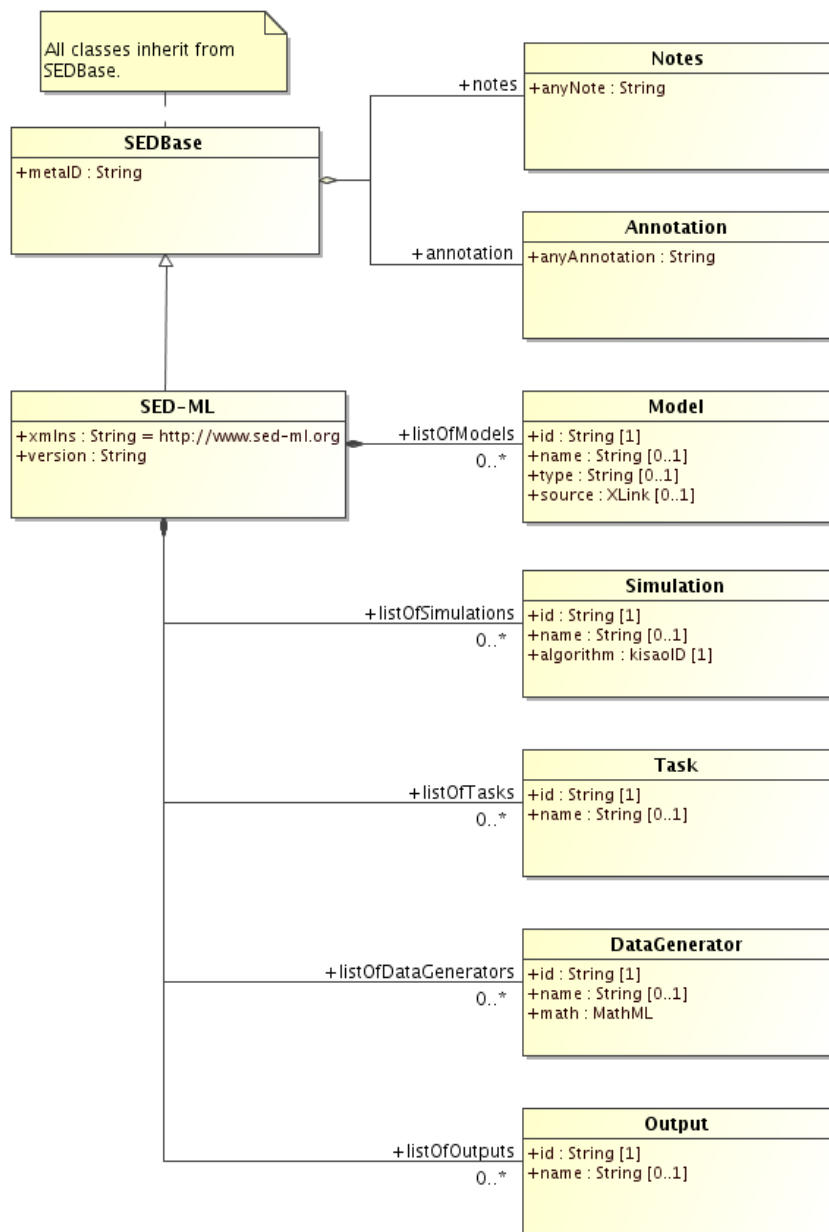 All classes inherit from
SEDBase.
SEDBase
+metaID : String
+notes
Notes
+anyNote : String
+annotation
Annotation
+anyAnnotation : String
SED-ML
+xmlns : String = http://www.sed-ml.org
+version : String
+listOfModels
0..*
Model
+id : String [1]
+name : String [0..1]
+type : String [0..1]
+source : XLink [0..1]
+listOfSimulations
0..*
Simulation
+id : String [1]
+name : String [0..1]
+algorithm : kisaoID [1]
+listOfTasks
0..*
Task
+id : String [1]
+name : String [0..1]
+listOfDataGenerators
0..*
DataGenerator
+id : String [1]
+name : String [0..1]
+math : MathML
+listOfOutputs
0..*
Output
+id : String [1]
+name : String [0..1]